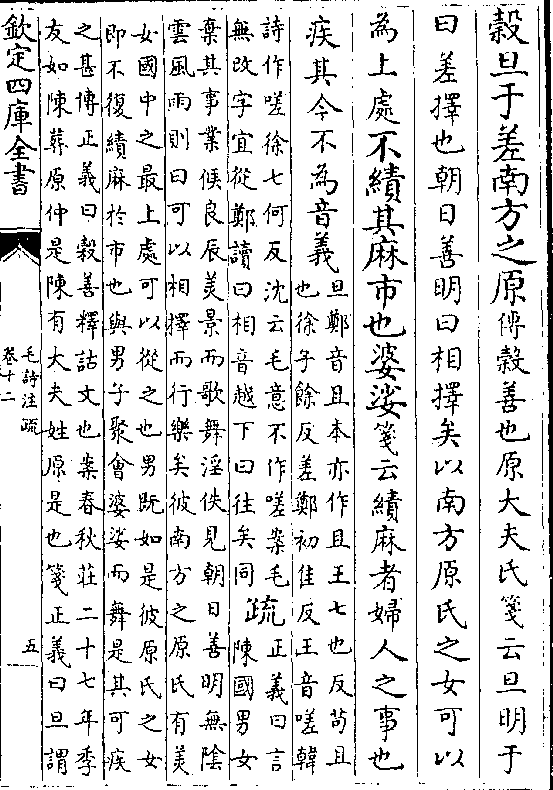 榖旦于差南方之原傳榖善也原大夫氏箋云旦明于
曰差擇也朝日善明曰相擇矣以南方原氏之女可以
為上處不績其麻市也婆娑箋云績麻者婦人之事也
疾其今不為音義
旦鄭音旦本亦作且王七也反苟且
也徐子餘反差鄭初佳反王音嗟韓
詩作嗟徐七何反沈云毛意不作嗟案毛
無改字宜從鄭讀曰相音越下曰往矣同
疏
正義曰言
陳國男女
棄其事業候良辰美景而歌舞淫佚見朝日善明無隂
雲風雨則曰可以相擇而行樂矣彼南方之原氏有美
女國中之最上處可以從之也男既如是彼原氏之女
即不復績麻於市也與男子聚會婆娑而舞是其可疾
之甚傳正義曰榖善釋詁文也案春秋莊二十七年季
友如陳葬原仲是陳有大夫姓原是也箋正義曰旦謂
欽定四庫全書
毛詩注疏
卷十二
五